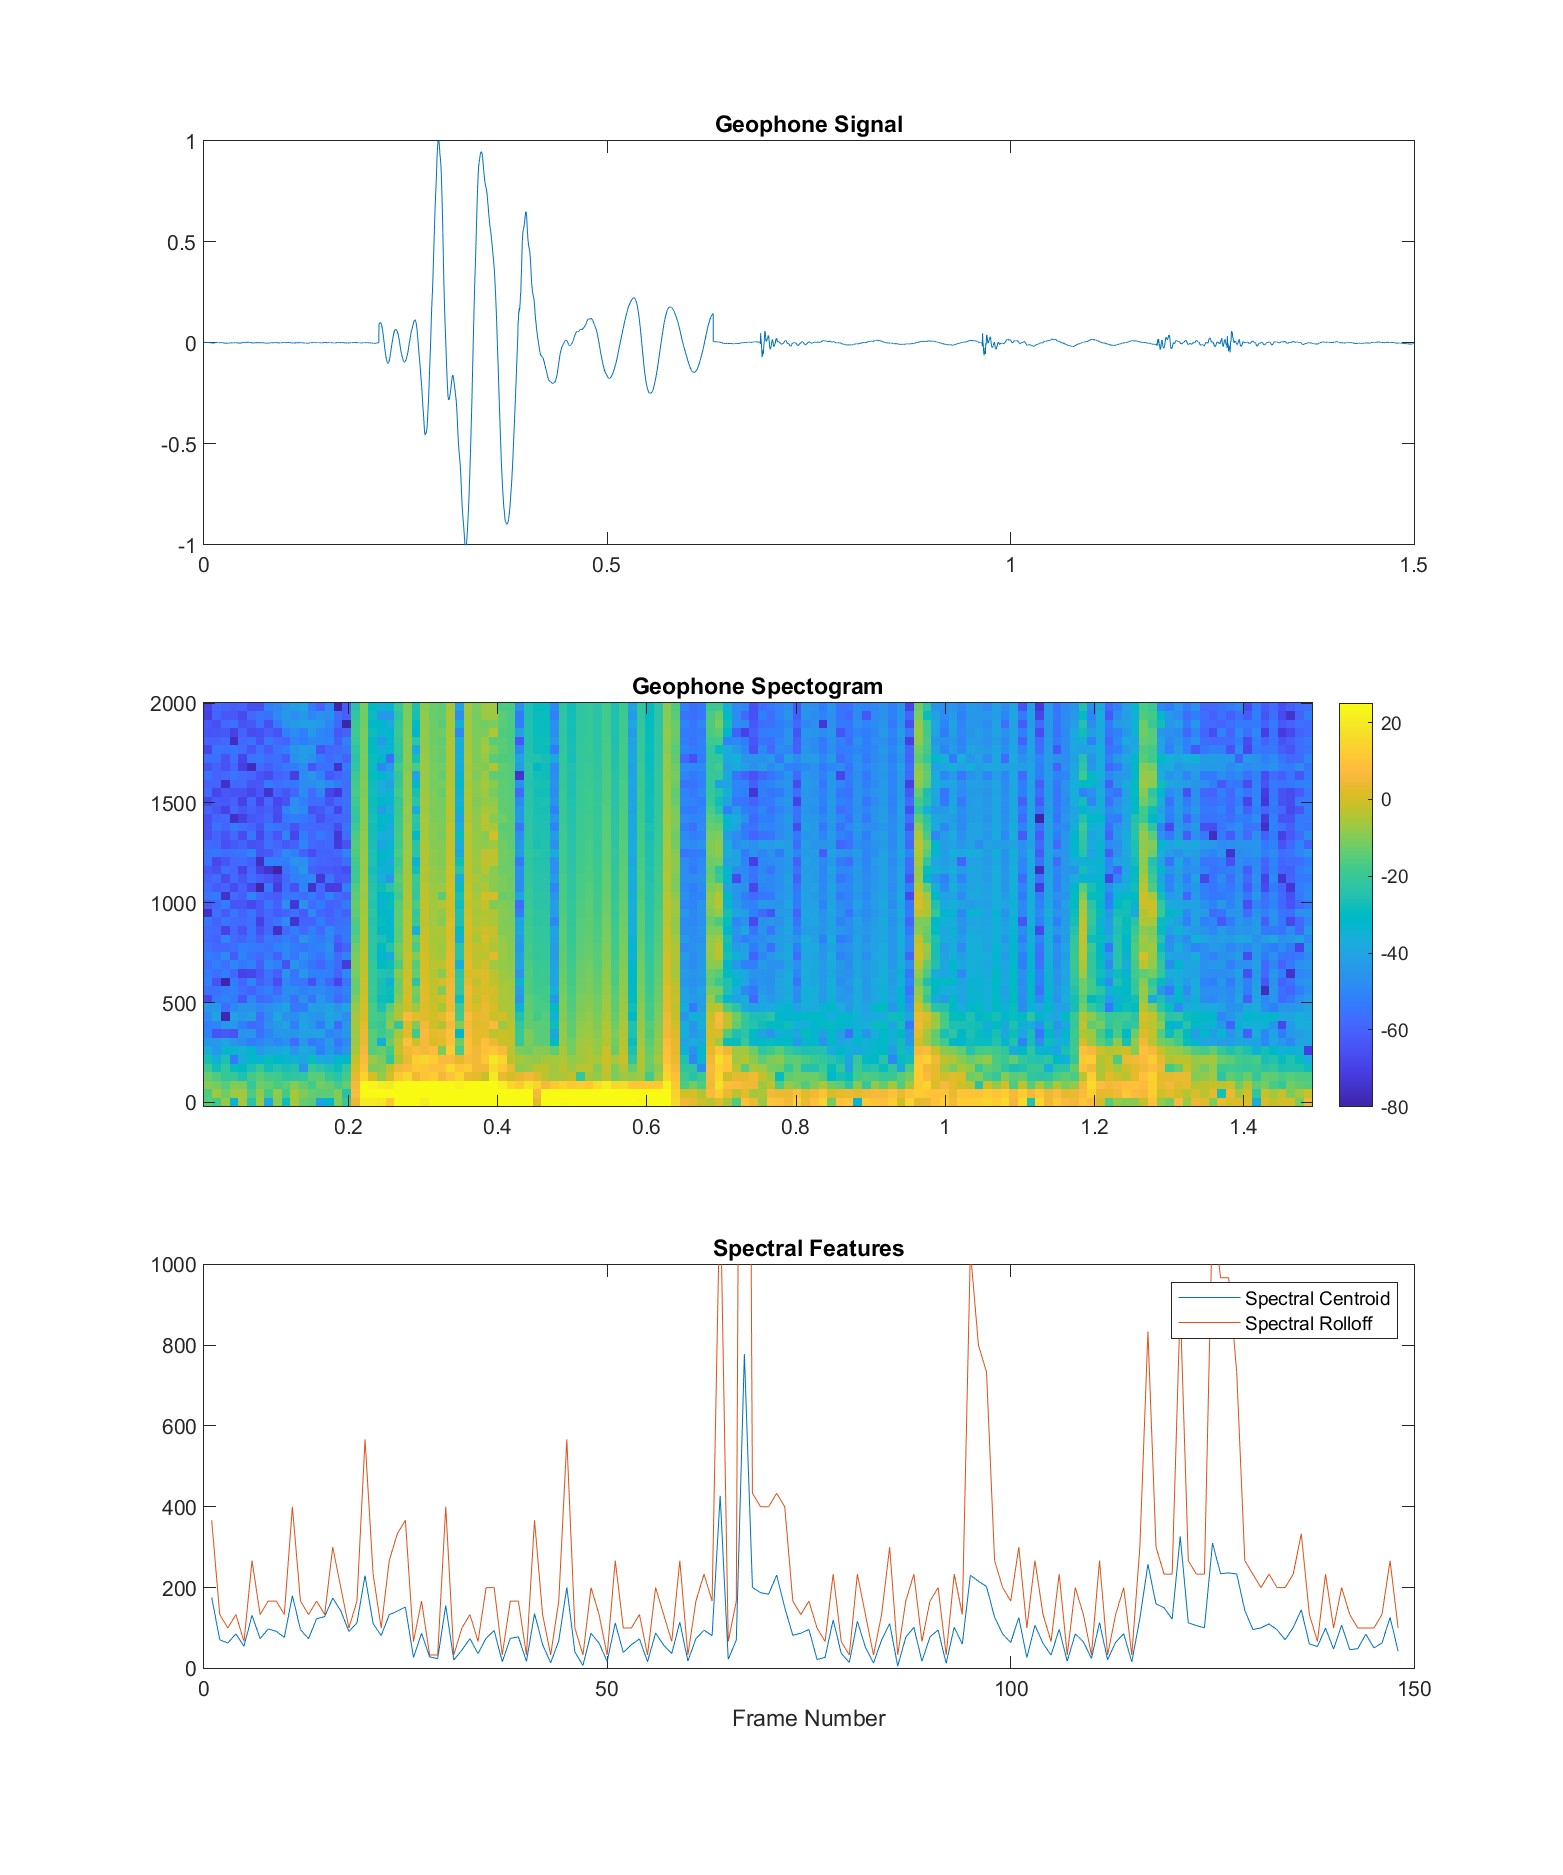 Geophone Signal
1
0.5
0
-0.5
-1
0 0.5 1 1.5
Geophone Spectogram
2000
1500
1000
500
0
0.2 0.4 0.6 0.8 1 1.2 1.4
20
0
-20
-40
-60
-80
Spectral Features
1000
800
600
400
200
0
Spectral Centroid
Spectral Rolloff
0 50 100 150
Frame Number